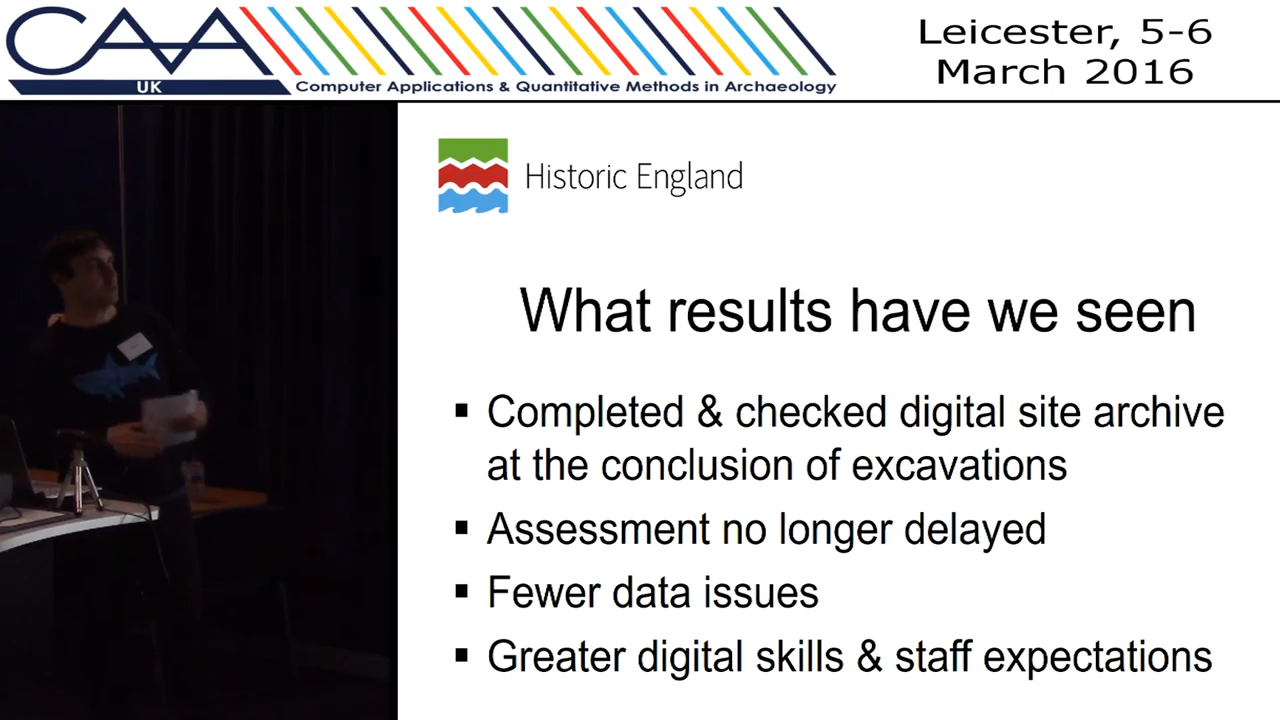 CAA
UK
Computer Applications & Quantitative Methods in Archaeology
Leicester, 5-6
March 2016
Historic England
What results have we seen
▪ Completed & checked digital site archive
at the conclusion of excavations
▪ Assessment no longer delayed
▪ Fewer data issues
▪ Greater digital skills & staff expectations